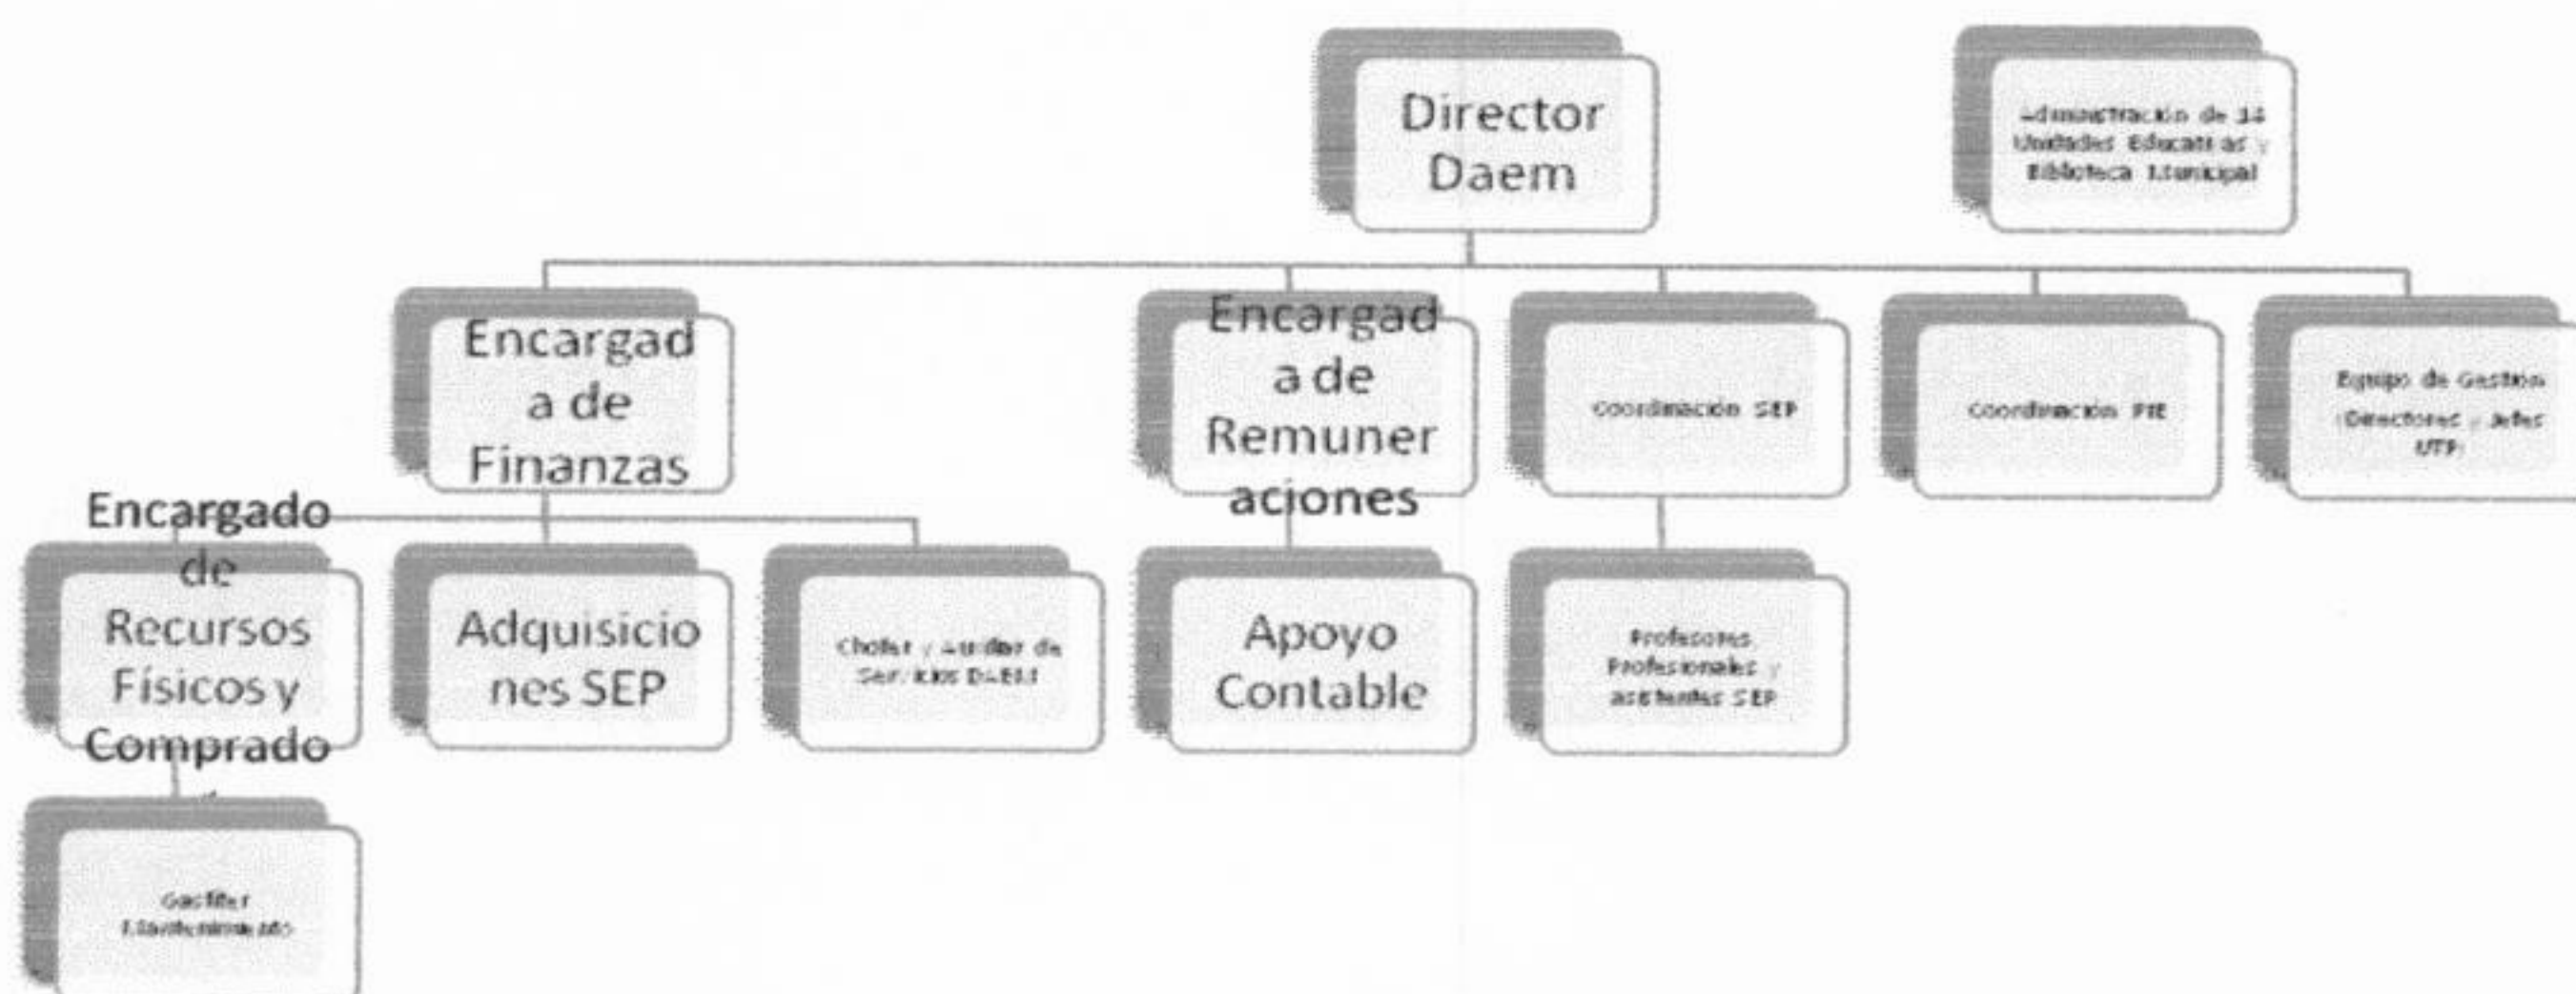 Director
Daem
Administración de 14
Unidades Educativas y
Biblioteca Municipal
Encargad
a de
Finanzas
Encargad
a de
Remuner
aciones
Coordinación SEP
Coordinación PIE
Equipo de Gestión
(Directores y Jefes
UTP)
Encargado
de
Recursos
Físicos y
Comprado
Adquisicio
nes SEP
Chofer y Auxiliar de
Servicios DAEM
Apoyo
Contable
Profesores,
Profesionales y
asistentes SEP
Gasfiter
Mantenimiento